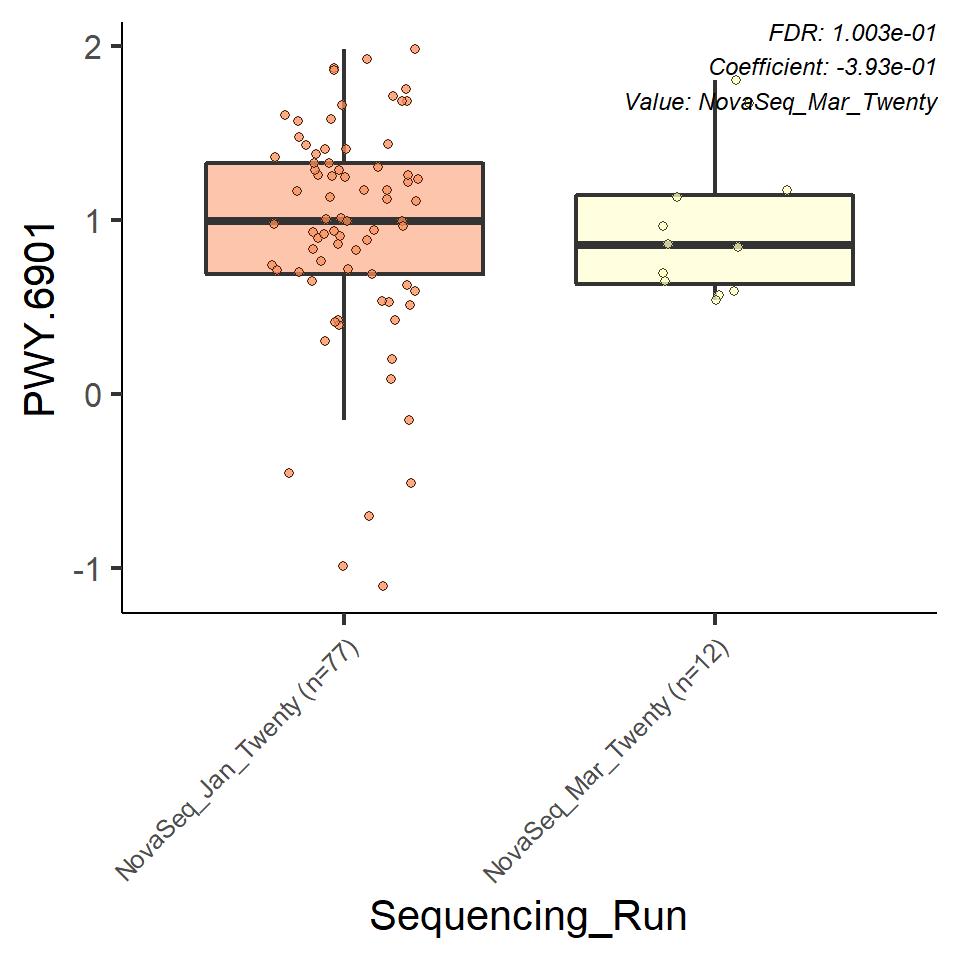 FDR: 1.003e-01
Coefficient: -3.93e-01
Value: NovaSeq_Mar_Twenty
2
1
0
-1
PWY.6901
NovaSeq_Jan_Twenty (n=77)
NovaSeq_Mar_Twenty (n=12)
Sequencing_Run